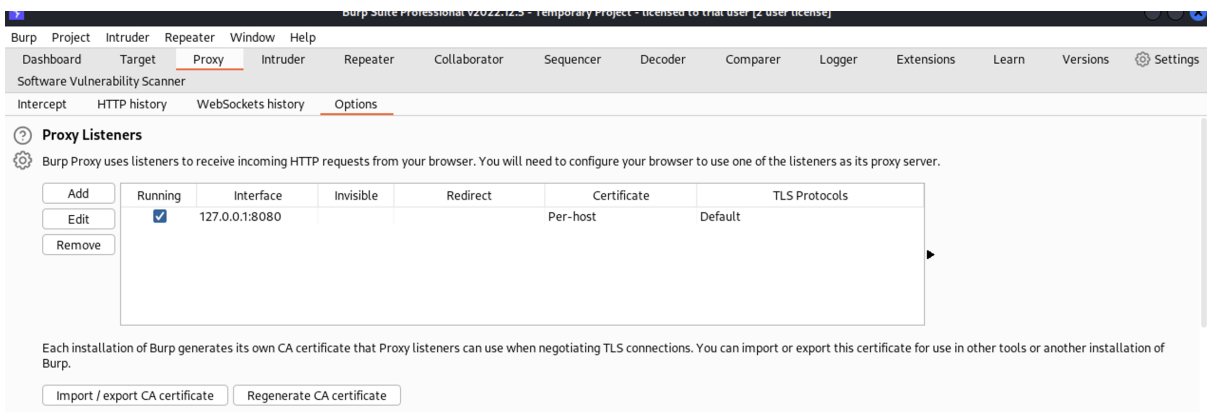 Burp Suite Professional v2022.12.5 - Temporary Project - licensed to trial user [2 user license]
Burp Project Intruder Repeater Window Help
Dashboard Target Proxy Intruder Repeater Collaborator Sequencer Decoder Comparer Logger Extensions Learn Versions Settings
Software Vulnerability Scanner
Intercept HTTP history WebSockets history Options
? Proxy Listeners
Burp Proxy uses listeners to receive incoming HTTP requests from your browser. You will need to configure your browser to use one of the listeners as its proxy server.
Add Running Interface Invisible Redirect Certificate TLS Protocols
127.0.0.1:8080 Per-host Default
Edit
Remove
Each installation of Burp generates its own CA certificate that Proxy listeners can use when negotiating TLS connections. You can import or export this certificate for use in other tools or another installation of
Burp.
Import / export CA certificate Regenerate CA certificate